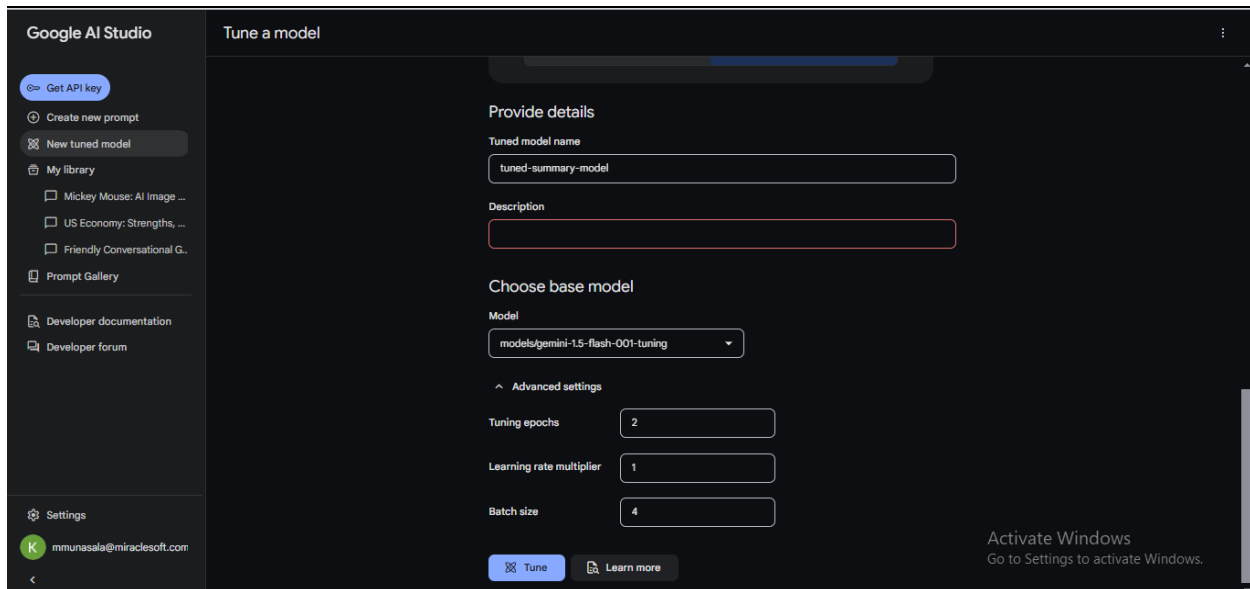 Google AI Studio
Get API key
Create new prompt
New tuned model
My library
Mickey Mouse: AI Image ...
US Economy: Strengths, ...
Friendly Conversational G..
Prompt Gallery
Developer documentation
Developer forum
Settings
K
mmunasala@miraclesoft.com
Tune a model
Provide details
Tuned model name
tuned-summary-model
Description
Choose base model
Model
models/gemini-1.5-flash-001-tuning
Advanced settings
Tuning epochs 2
Learning rate multiplier 1
Batch size 4
Tune Learn more
Activate Windows
Go to Settings to activate Windows.